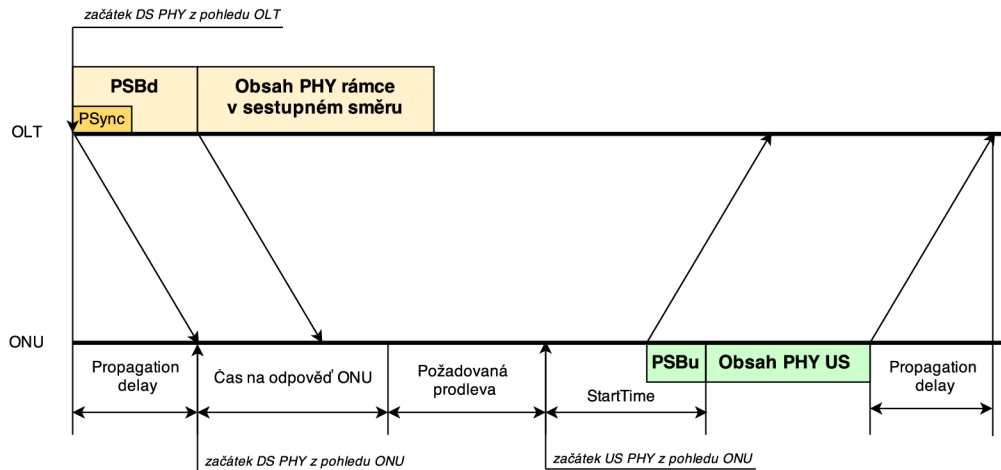 začátek DS PHY z pohledu OLT
PSBd
Obsah PHY rámce
v sestupném směru
PSync
OLT
ONU
PSBu
Obsah PHY US
Propagation
delay
Čas na odpověď ONU
Požadovaná
prodleva
StartTime
Propagation
delay
začátek DS PHY z pohledu ONU
začátek US PHY z pohledu ONU